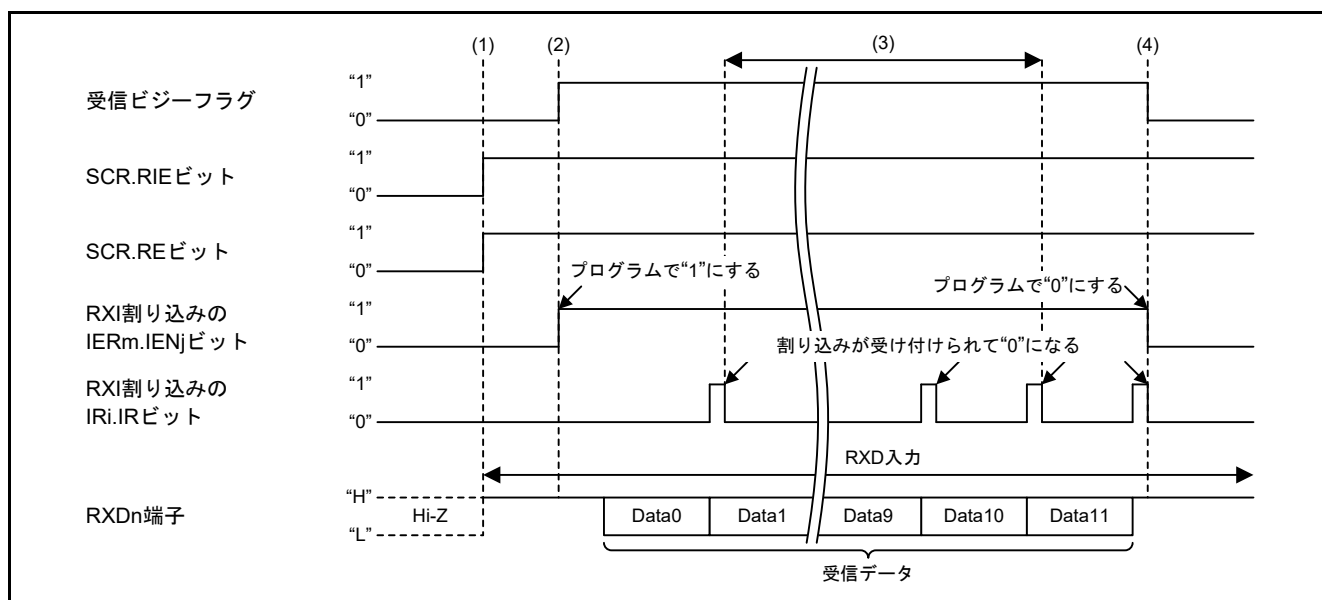 (1) (2) (3) (4)
受信ビジーフラグ
“1”
“0”
SCR.RIEビット
“1”
“0”
SCR.REビット
“1”
“0”
プログラムで“1”にする
プログラムで“0”にする
RXI割り込みの
IERm.IENjビット
“1”
“0”
割り込みが受け付けられて“0”になる
RXI割り込みの
IRi.IRビット
“1”
“0”
RXD入力
RXDn端子
“H”
“L”
Hi-Z
Data0 Data1 Data9 Data10 Data11
受信データ